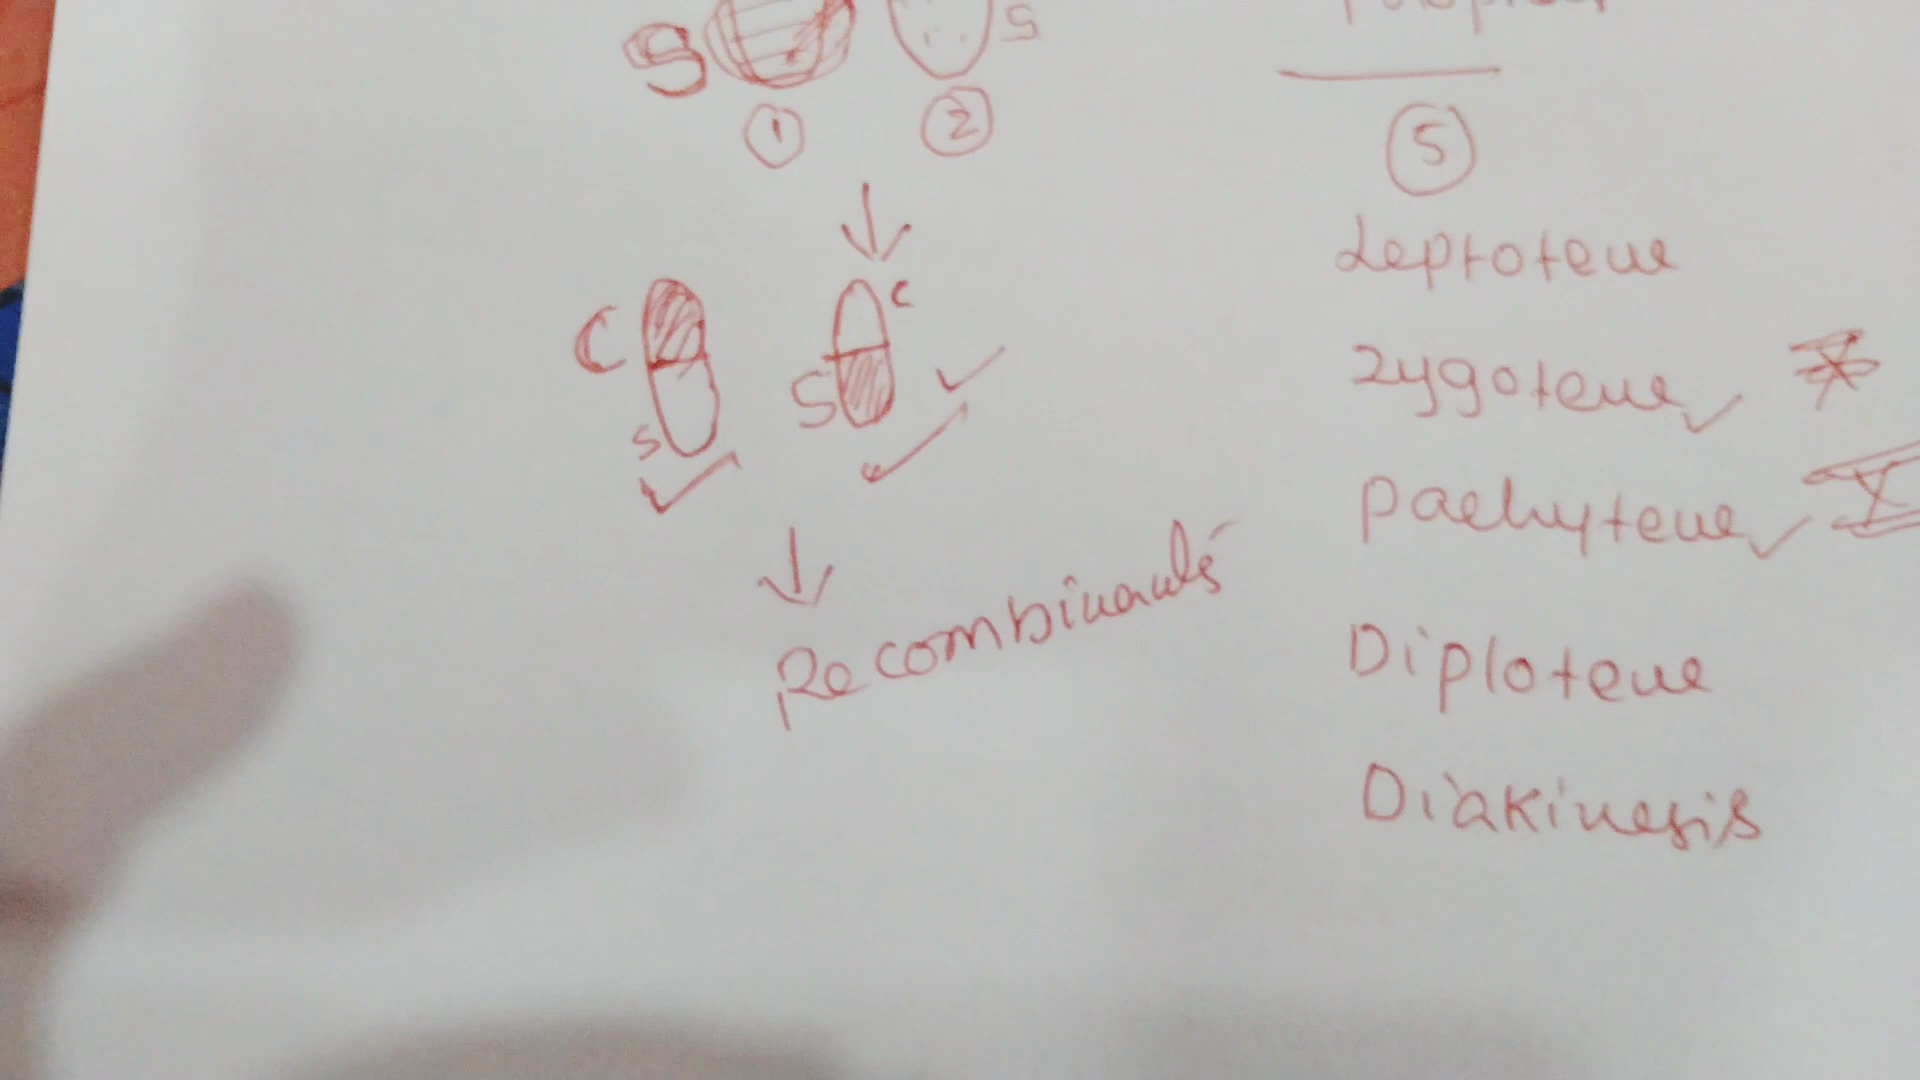 S
S
1
2
5
C
S
C
S
Recombinants
Leptotene
Zygotene
Pachytene
Diplotene
Diakinesis